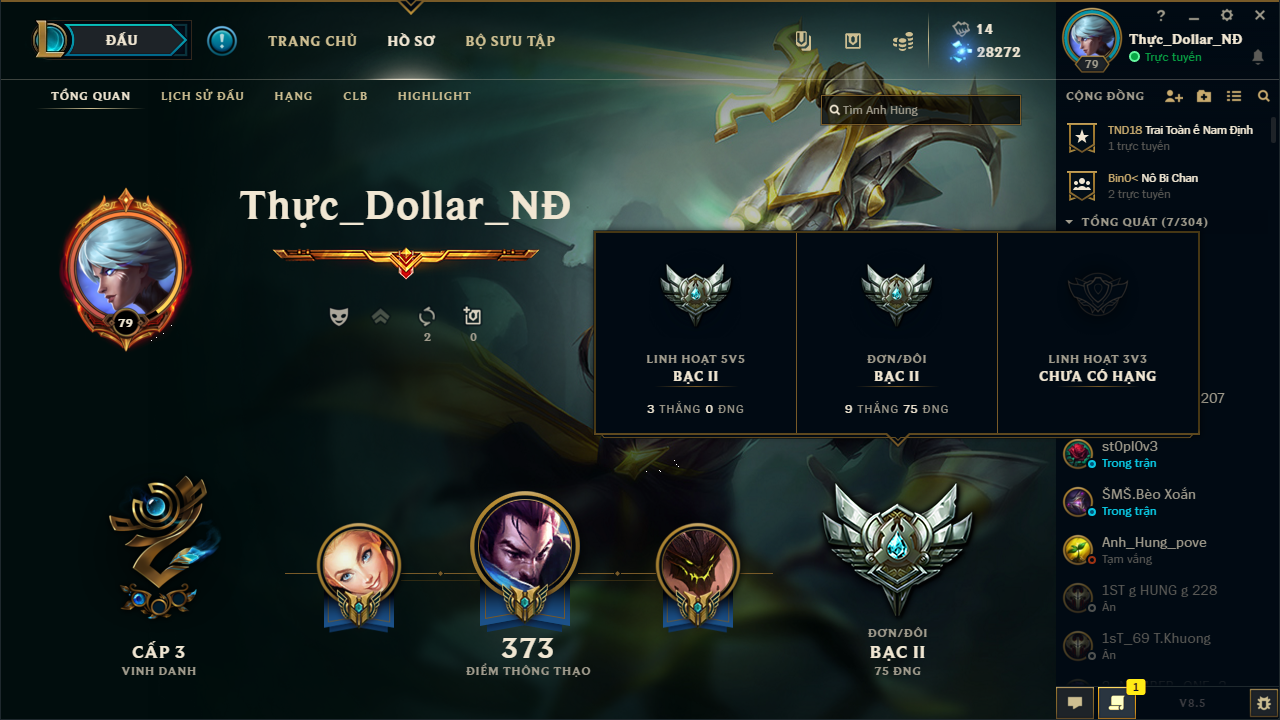 ĐẤU
TRANG CHỦ
HỒ SƠ
BỘ SƯU TẬP
14
28272
?
Thực_Dollar_NĐ
Trực tuyến
79
TỔNG QUAN
LỊCH SỬ ĐẤU
HẠNG
CLB
HIGHLIGHT
Tìm Anh Hùng
CỘNG ĐỒNG
TND18 Trai Toàn ế Nam Định
1 trực tuyến
Bin0< Nô Bi Chan
2 trực tuyến
TỔNG QUÁT (7/304)
Thực_Dollar_NĐ
79
2
0
LINH HOẠT 5V5
BẠC II
3 THẮNG 0 ĐNG
ĐƠN/ĐÔI
BẠC II
9 THẮNG 75 ĐNG
LINH HOẠT 3V3
CHƯA CÓ HẠNG
207
st0pl0v3
Trong trận
ŠMŠ.Bèo Xoắn
Trong trận
Anh_Hung_pove
Tạm vắng
1ST g HUNG g 228
Ẩn
1sT_69 T.Khuong
Ẩn
CẤP 3
VINH DANH
373
ĐIỂM THÔNG THẠO
ĐƠN/ĐÔI
BẠC II
75 ĐNG
1
V8.5